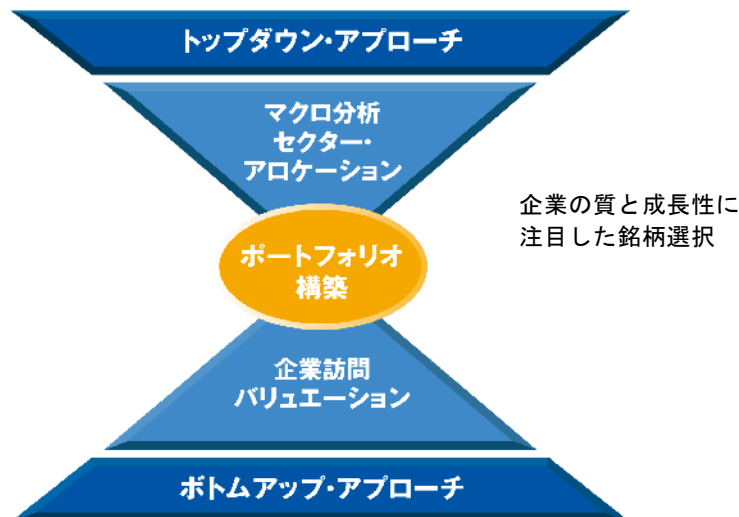 トップダウン・アプローチ
マクロ分析
セクター・
アロケーション
企業の質と成長性に
注目した銘柄選択
ポートフォリオ
構築
企業訪問
バリュエーション
ボトムアップ・アプローチ